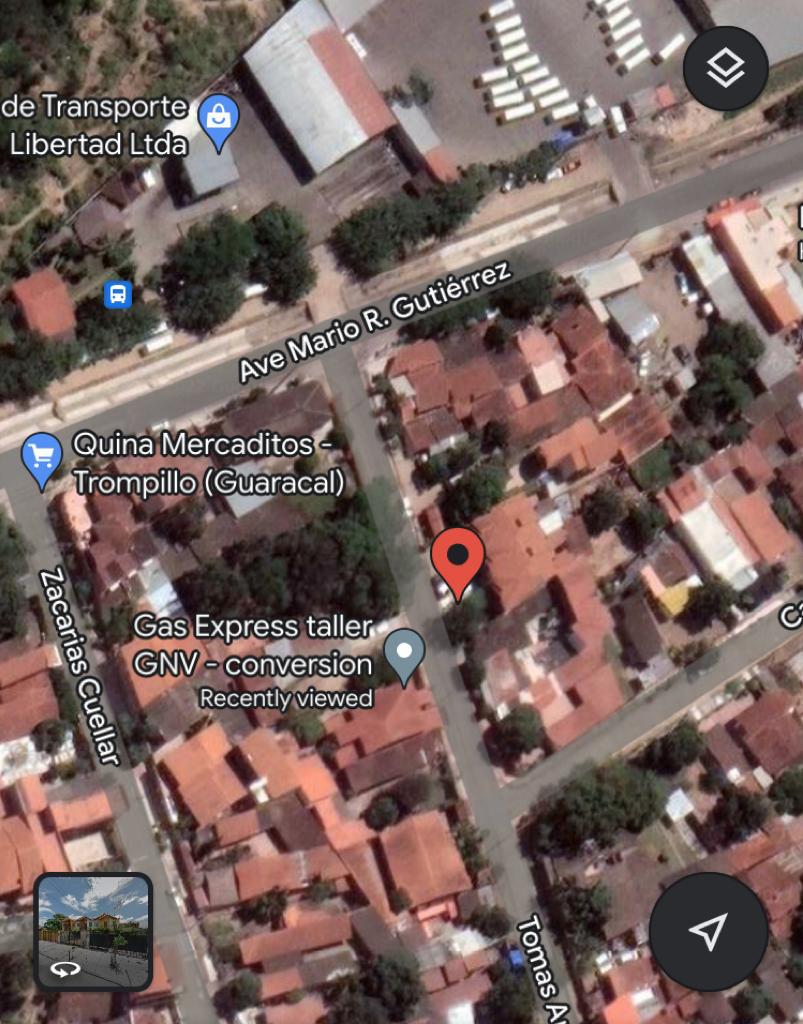 de Transporte
Libertad Ltda
Ave Mario R. Gutiérrez
Quina Mercaditos -
Trompillo (Guaracal)
Zacarias Cuellar
Gas Express taller
GNV - conversion
Recently viewed
Tomas